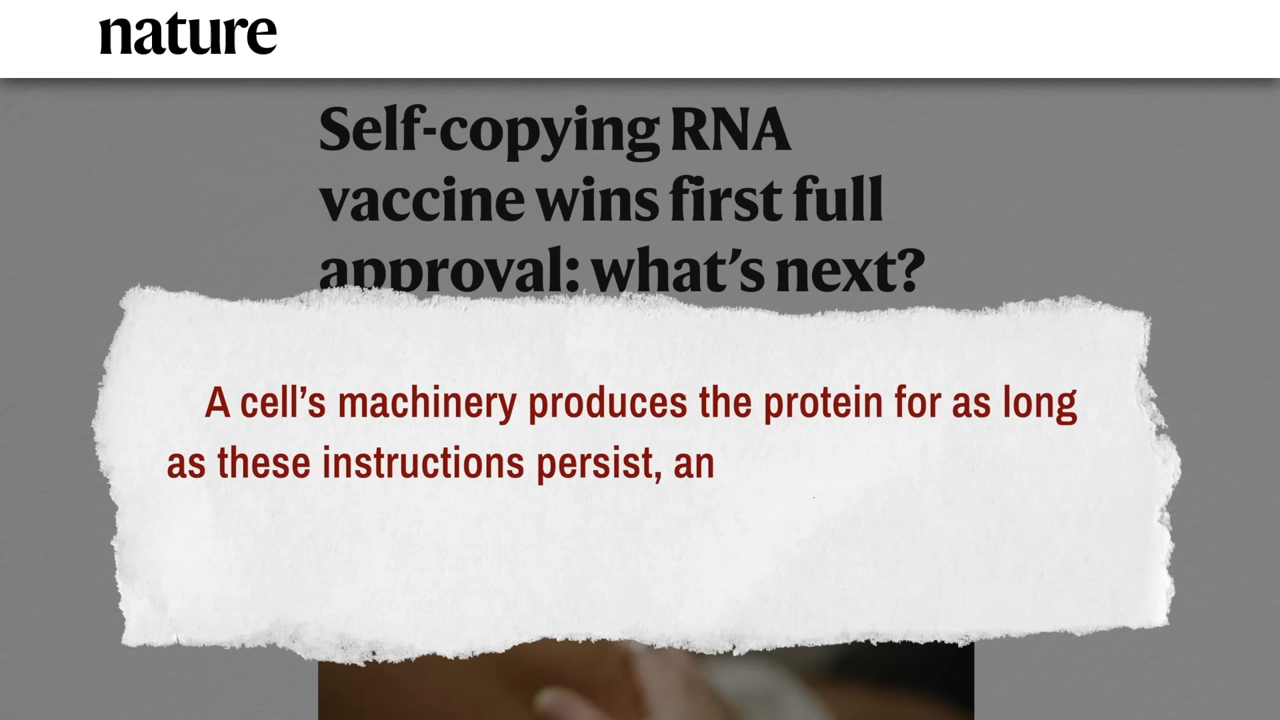 nature
Self-copying RNA
vaccine wins first full
approval: what’s next?
A cell’s machinery produces the protein for as long
as these instructions persist, an